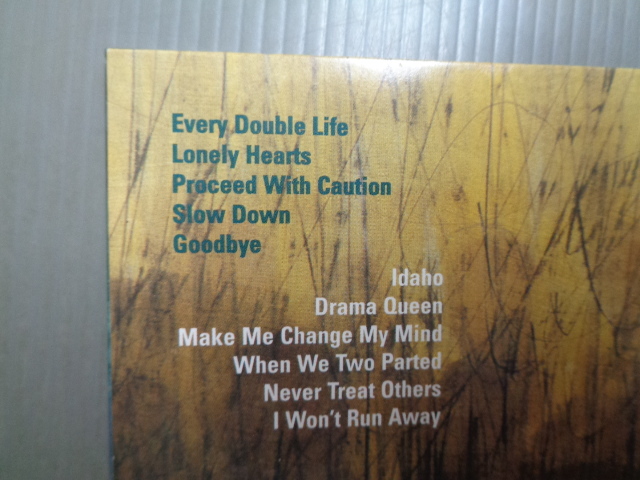 Every Double Life
Lonely Hearts
Proceed With Caution
Slow Down
Goodbye
Idaho
Drama Queen
Make Me Change My Mind
When We Two Parted
Never Treat Others
I Won't Run Away